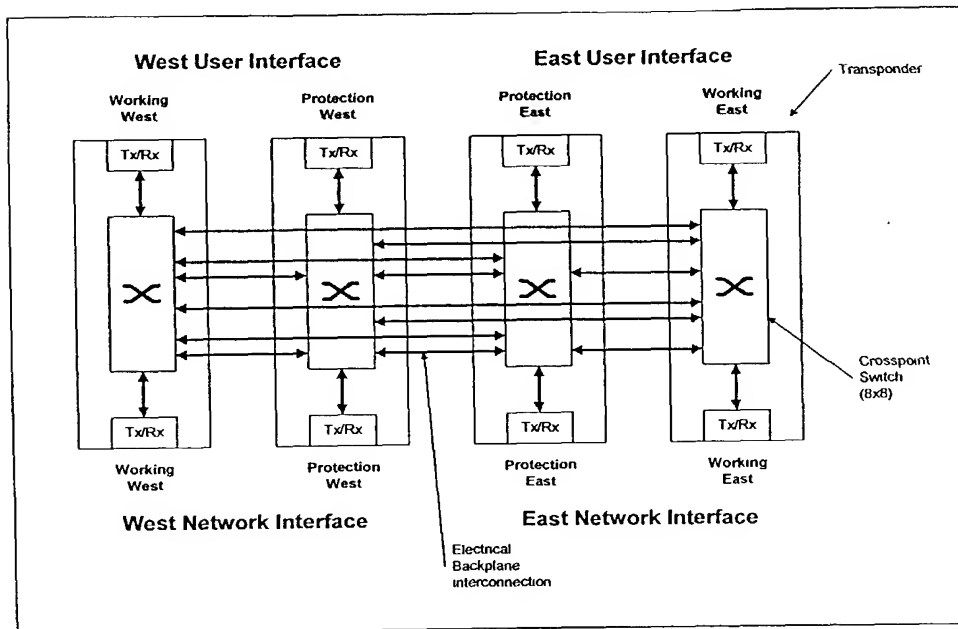 West User Interface
East User Interface
Transponder
Working
West
Protection
West
Protection
East
Working
East
Tx/Rx
Tx/Rx
Tx/Rx
Tx/Rx
Crosspoint
Switch
(8x8)
Tx/Rx
Tx/Rx
Tx/Rx
Tx/Rx
Working
West
Protection
West
Protection
East
Working
East
West Network Interface
East Network Interface
Electrical
Backplane
interconnection